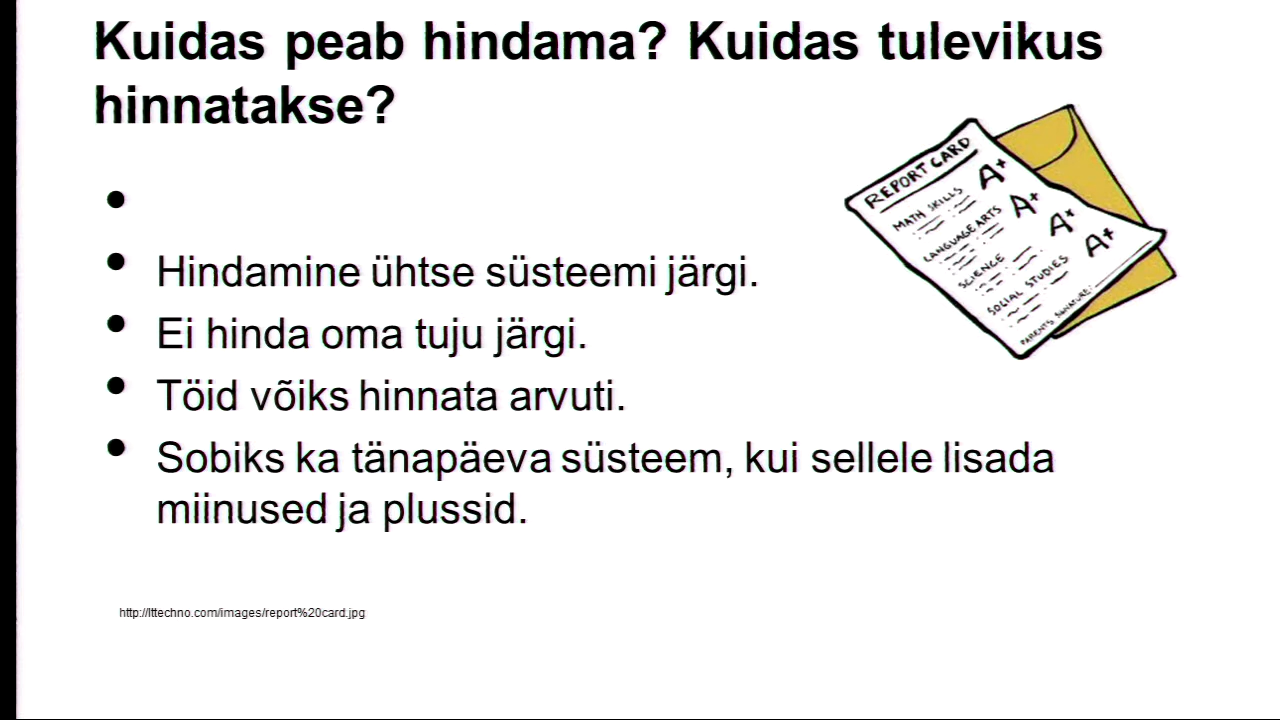 Kuidas peab hindama? Kuidas tulevikus
hinnatakse?
REPORT CARD
MATH SKILLS A+
LANGUAGE ARTS A+
SCIENCE A+
SOCIAL STUDIES A+
PARENTS SIGNATURE:
•
• Hindamine ühtse süsteemi järgi.
• Ei hinda oma tuju järgi.
• Töid võiks hinnata arvuti.
• Sobiks ka tänapäeva süsteem, kui sellele lisada
miinused ja plussid.
http://lttechno.com/images/report%20card.jpg